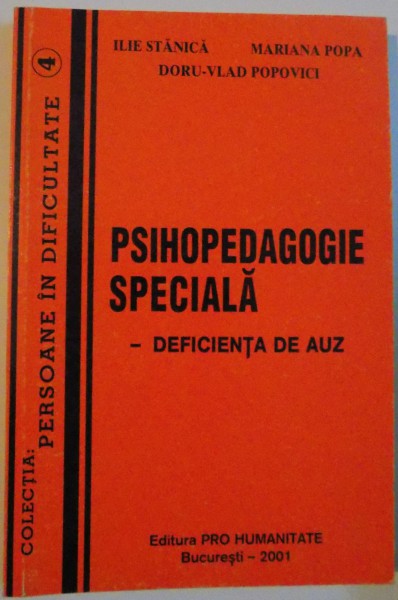 ILIE STĂNICĂ MARIANA POPA
DORU-VLAD POPOVICI
PSIHOPEDAGOGIE
SPECIALĂ
- DEFICIENȚA DE AUZ
Editura PRO HUMANITATE
București - 2001
COLECȚIA: PERSOANE ÎN DIFICULTATE 4